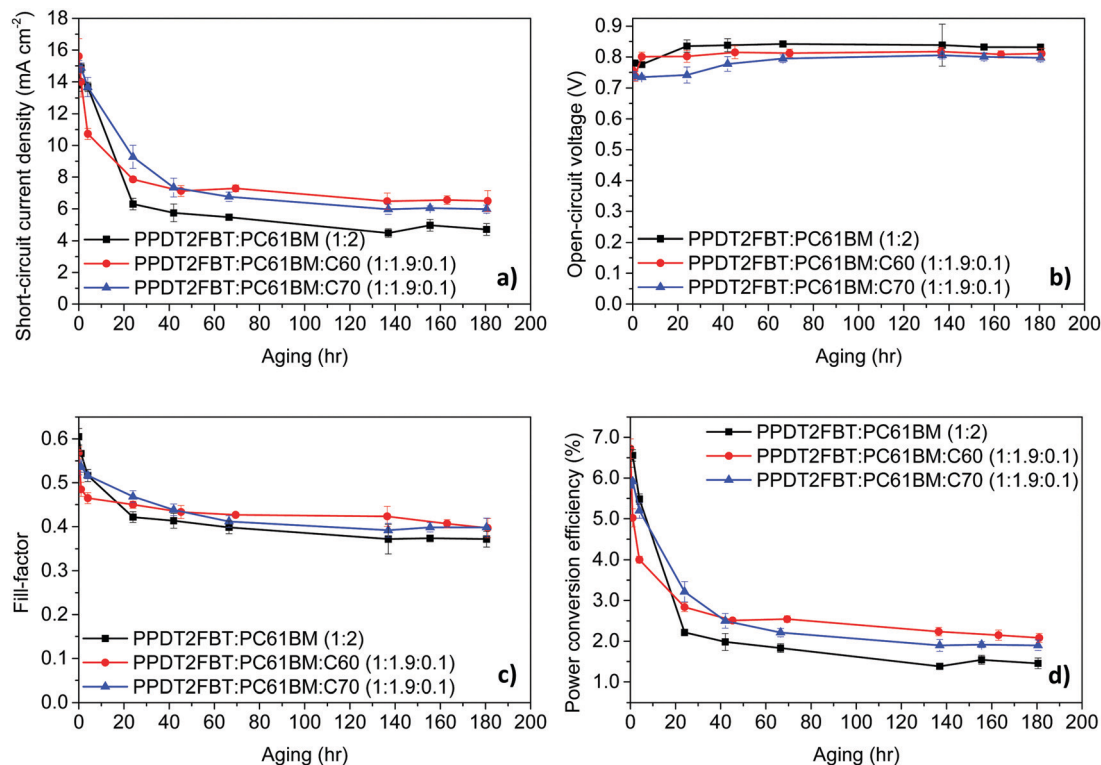 18
16
14
12
10
8
6
4
2
0
Short-circuit current density (mA cm⁻²)
PPDT2FBT:PC61BM (1:2)
PPDT2FBT:PC61BM:C60 (1:1.9:0.1)
PPDT2FBT:PC61BM:C70 (1:1.9:0.1)
a)
0 20 40 60 80 100 120 140 160 180 200
Aging (hr)
0.9
0.8
0.7
0.6
0.5
0.4
0.3
0.2
0.1
0.0
Open-circuit voltage (V)
PPDT2FBT:PC61BM (1:2)
PPDT2FBT:PC61BM:C60 (1:1.9:0.1)
PPDT2FBT:PC61BM:C70 (1:1.9:0.1)
b)
0 20 40 60 80 100 120 140 160 180 200
Aging (hr)
0.6
0.5
0.4
0.3
0.2
0.1
0.0
Fill-factor
PPDT2FBT:PC61BM (1:2)
PPDT2FBT:PC61BM:C60 (1:1.9:0.1)
PPDT2FBT:PC61BM:C70 (1:1.9:0.1)
c)
0 20 40 60 80 100 120 140 160 180 200
Aging (hr)
7.0
6.0
5.0
4.0
3.0
2.0
1.0
Power conversion efficiency (%)
PPDT2FBT:PC61BM (1:2)
PPDT2FBT:PC61BM:C60 (1:1.9:0.1)
PPDT2FBT:PC61BM:C70 (1:1.9:0.1)
d)
0 20 40 60 80 100 120 140 160 180 200
Aging (hr)